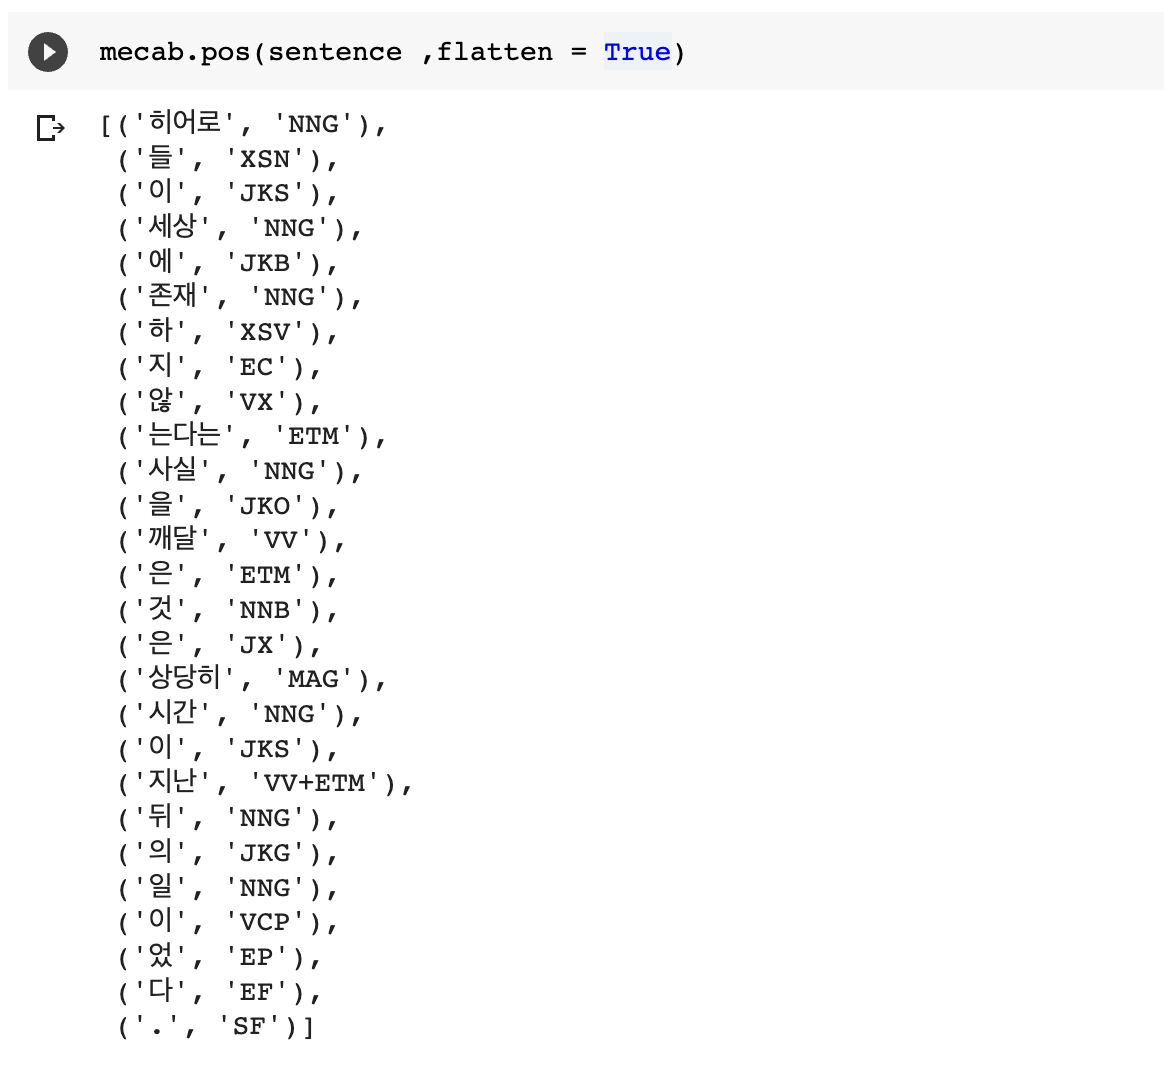 mecab.pos(sentence ,flatten = True)
[('히어로', 'NNG'),
('들', 'XSN'),
('이', 'JKS'),
('세상', 'NNG'),
('에', 'JKB'),
('존재', 'NNG'),
('하', 'XSV'),
('지', 'EC'),
('않', 'VX'),
('는다는', 'ETM'),
('사실', 'NNG'),
('을', 'JKO'),
('깨달', 'VV'),
('은', 'ETM'),
('것', 'NNB'),
('은', 'JX'),
('상당히', 'MAG'),
('시간', 'NNG'),
('이', 'JKS'),
('지난', 'VV+ETM'),
('뒤', 'NNG'),
('의', 'JKG'),
('일', 'NNG'),
('이', 'VCP'),
('었', 'EP'),
('다', 'EF'),
('.', 'SF')]